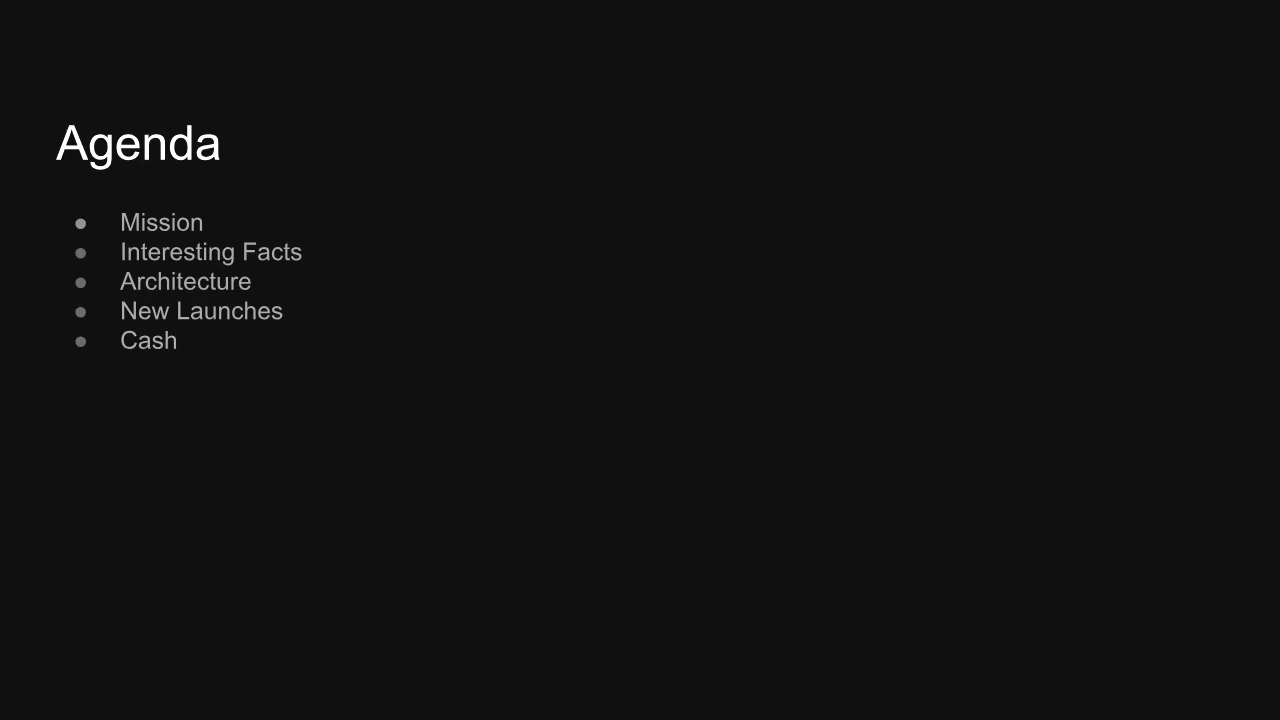 Agenda
● Mission
● Interesting Facts
● Architecture
● New Launches
● Cash